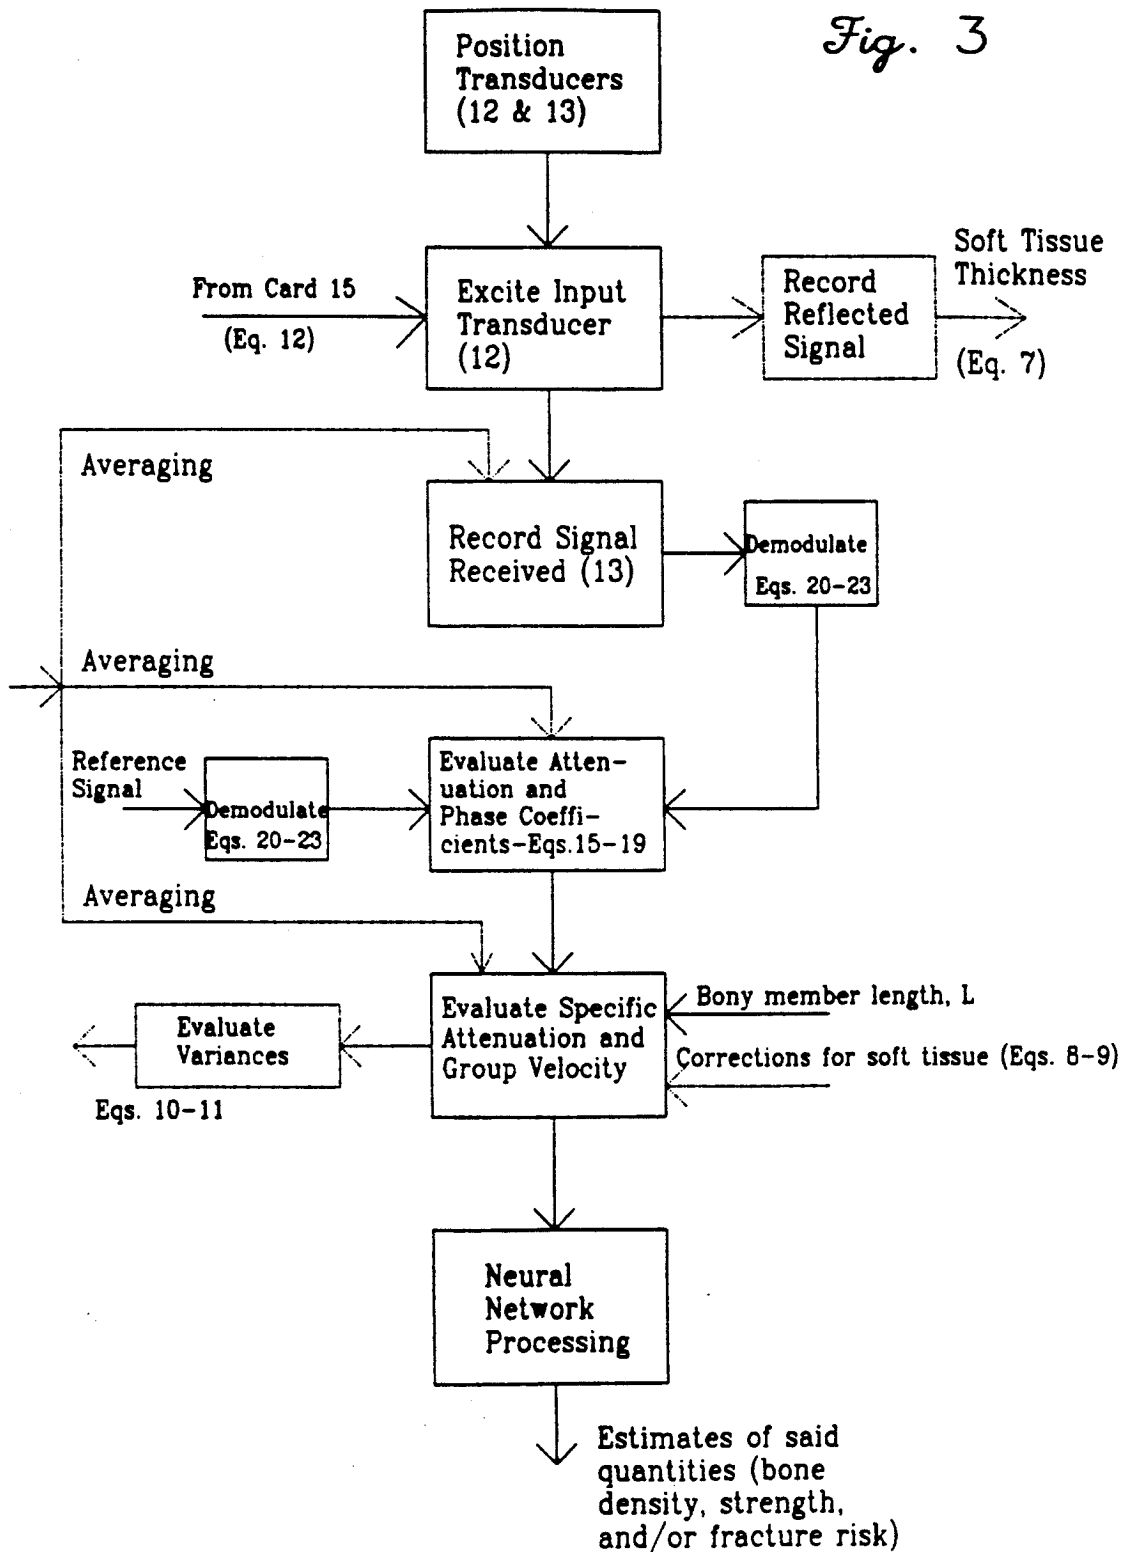 Fig. 3
Position
Transducers
(12 & 13)
From Card 15
(Eq. 12)
Excite Input
Transducer
(12)
Record
Reflected
Signal
Soft Tissue
Thickness
(Eq. 7)
Averaging
Record Signal
Received (13)
Demodulate
Eqs. 20-23
Averaging
Reference
Signal
Demodulate
Eqs. 20-23
Evaluate Atten-
uation and
Phase Coeffi-
cients-Eqs.15-19
Averaging
Evaluate Specific
Attenuation and
Group Velocity
Bony member length, L
Corrections for soft tissue (Eqs. 8-9)
Evaluate
Variances
Eqs. 10-11
Neural
Network
Processing
Estimates of said
quantities (bone
density, strength,
and/or fracture risk)